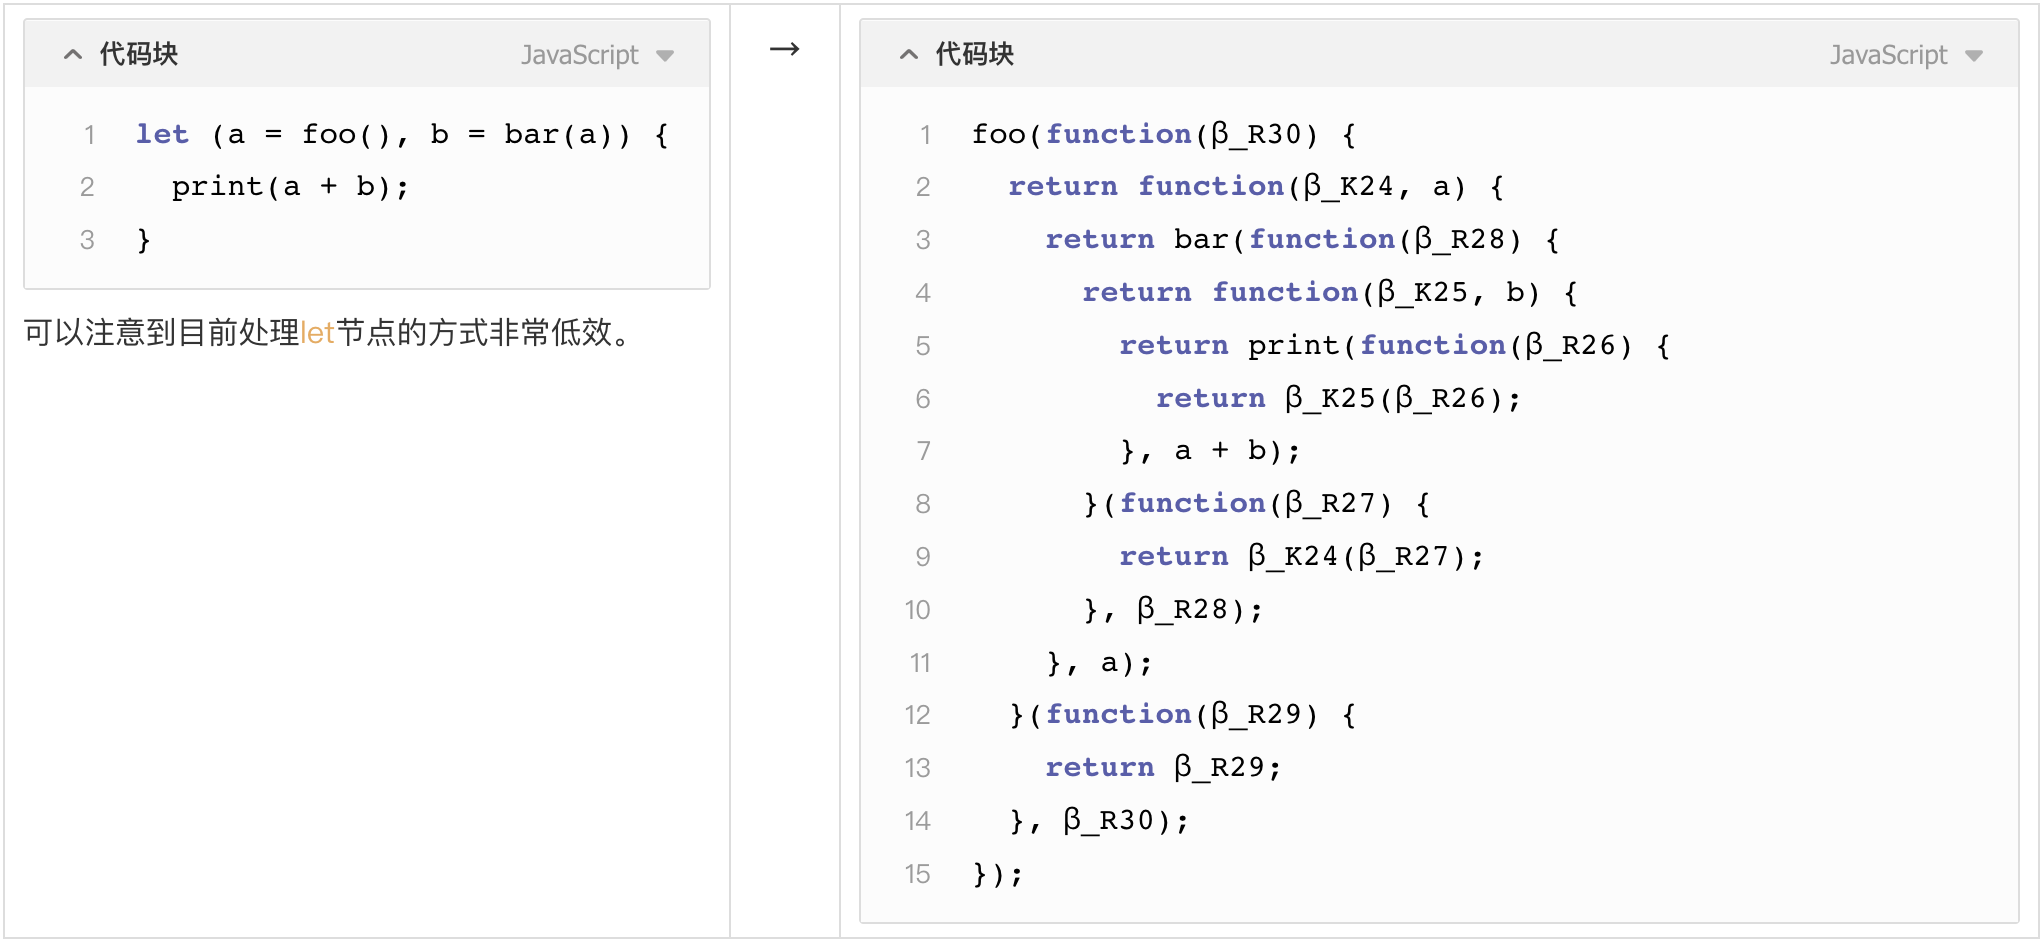 代码块 JavaScript
1 let (a = foo(), b = bar(a)) {
2   print(a + b);
3 }
可以注意到目前处理let节点的方式非常低效。
→
代码块 JavaScript
1 foo(function(β_R30) {
2   return function(β_K24, a) {
3     return bar(function(β_R28) {
4       return function(β_K25, b) {
5         return print(function(β_R26) {
6           return β_K25(β_R26);
7         }, a + b);
8       }(function(β_R27) {
9         return β_K24(β_R27);
10       }, β_R28);
11     }, a);
12   }(function(β_R29) {
13     return β_R29;
14   }, β_R30);
15 });